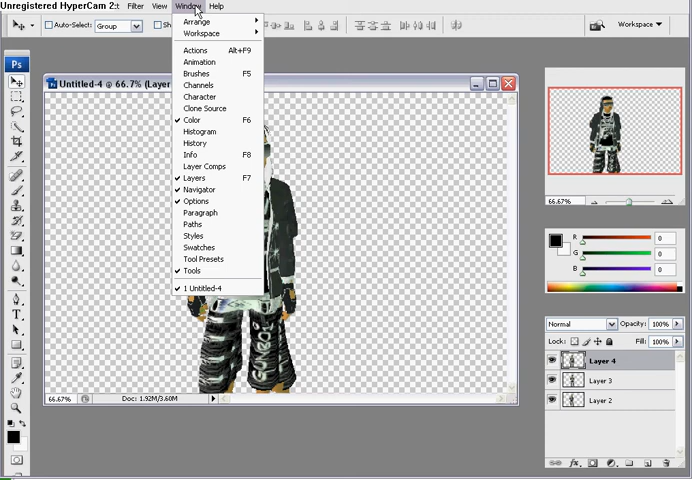 Unregistered HyperCam 2
Filter View Window Help
Auto-Select: Group
Workspace
Arrange
Workspace
Actions Alt+F9
Animation
Brushes F5
Channels
Character
Clone Source
Color F6
Histogram
History
Info F8
Layer Comps
Layers F7
Navigator
Options
Paragraph
Paths
Styles
Swatches
Tool Presets
Tools
1 Untitled-4
Ps
Untitled-4 @ 66.7% (Layer
66.67% Doc: 1.92M/3.60M
66.67%
R 0
G 0
B 0
Normal Opacity: 100%
Lock: Fill: 100%
Layer 4
Layer 3
Layer 2